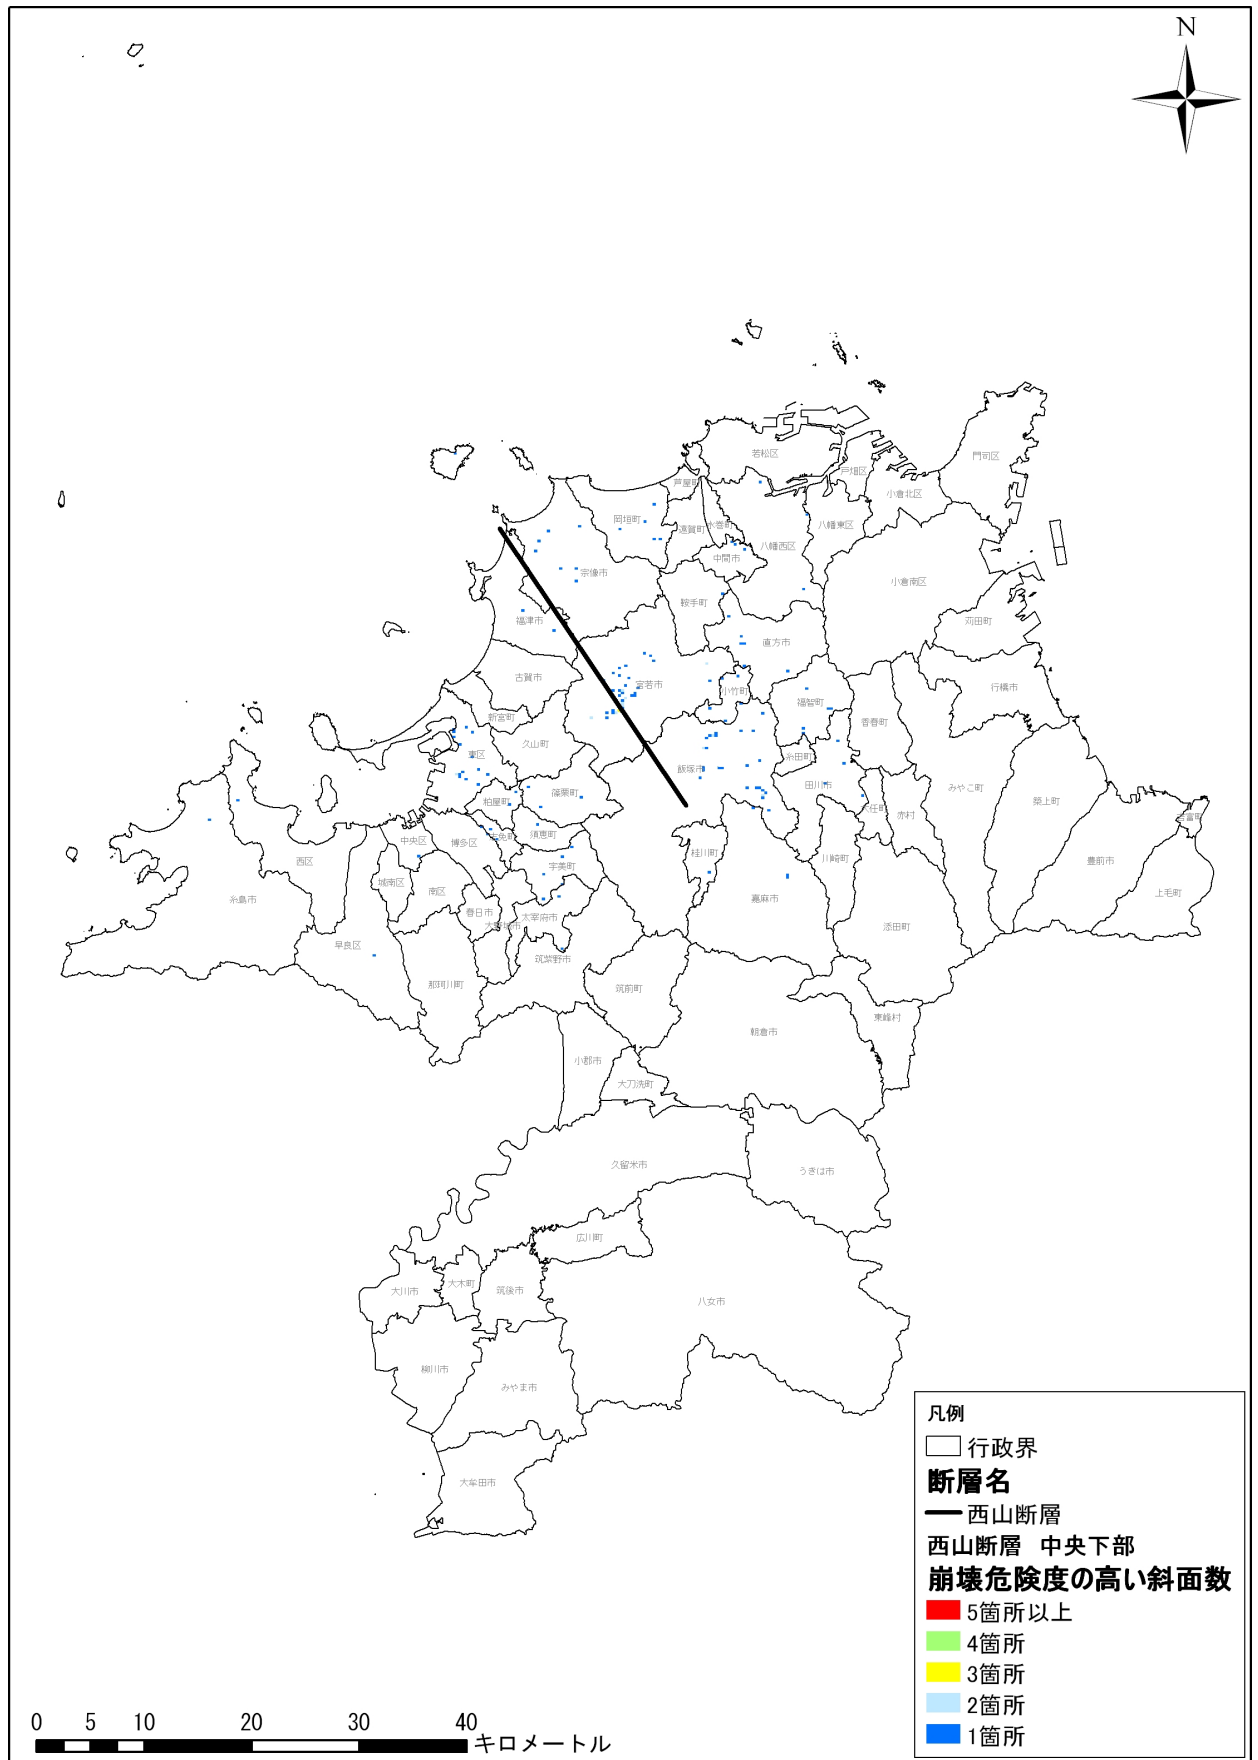 N
若松区
門司区
戸畑区
芦屋町
小倉北区
岡垣町
遠賀町
水巻町
八幡東区
八幡西区
中間市
宗像市
小倉南区
鞍手町
福津市
苅田町
直方市
古賀市
宮若市
行橋市
小竹町
福智町
新宮町
香春町
久山町
東区
糸田町
飯塚市
田川市
みやこ町
篠栗町
築上町
粕屋町
大任町
赤村
吉富町
須恵町
志免町
中央区
博多区
桂川町
川崎町
豊前市
西区
宇美町
城南区
南区
上毛町
糸島市
嘉麻市
春日市
太宰府市
大野城市
添田町
早良区
筑紫野市
那珂川町
筑前町
東峰村
朝倉市
小郡市
大刀洗町
久留米市
うきは市
広川町
大木町
大川市
筑後市
八女市
柳川市
みやま市
大牟田市
凡例
行政界
断層名
西山断層
西山断層 中央下部
崩壊危険度の高い斜面数
5箇所以上
4箇所
3箇所
2箇所
1箇所
0 5 10 20 30 40
キロメートル